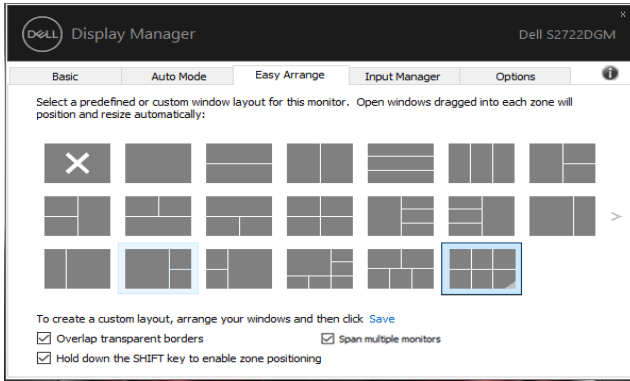 DELL Display Manager
Dell S2722DGM
Basic
Auto Mode
Easy Arrange
Input Manager
Options
Select a predefined or custom window layout for this monitor. Open windows dragged into each zone will
position and resize automatically:
To create a custom layout, arrange your windows and then click Save
Overlap transparent borders
Span multiple monitors
Hold down the SHIFT key to enable zone positioning